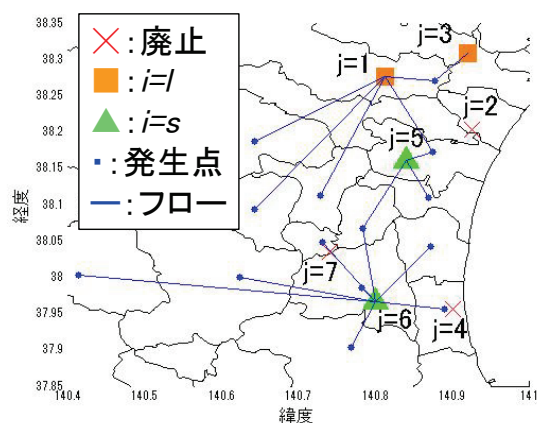 38.35
38.3
38.25
38.2
38.15
38.1
38.05
38
37.95
37.9
37.85
経度
140.4
140.5
140.6
140.7
140.8
140.9
141
緯度
: 廃止
: i=l
: i=s
: 発生点
: フロー
j=3
j=1
j=2
j=5
j=7
j=6
j=4